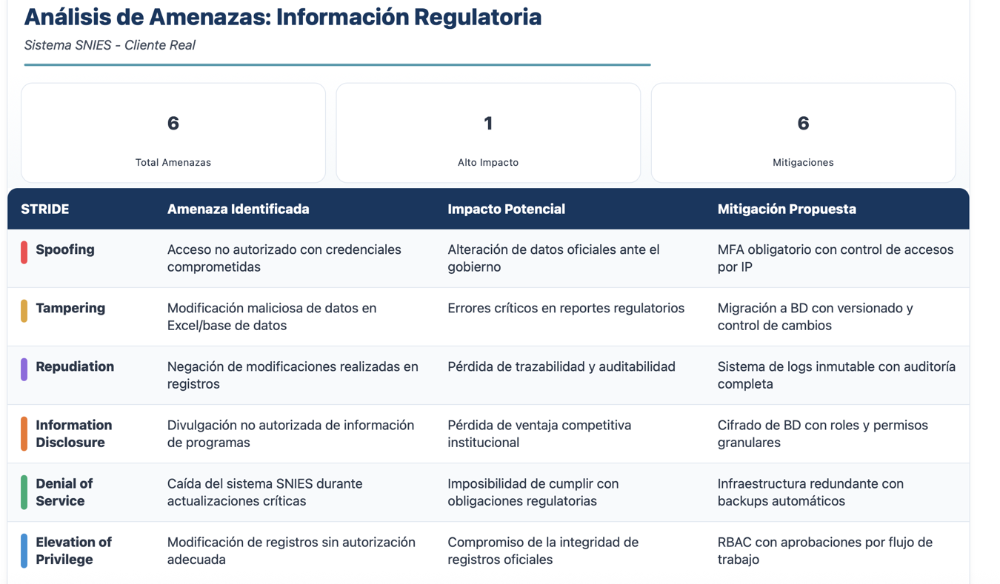 Análisis de Amenazas: Información Regulatoria
Sistema SNIES - Cliente Real
6
Total Amenazas
1
Alto Impacto
6
Mitigaciones
STRIDE
Amenaza Identificada
Impacto Potencial
Mitigación Propuesta
Spoofing
Acceso no autorizado con credenciales
comprometidas
Alteración de datos oficiales ante el
gobierno
MFA obligatorio con control de accesos
por IP
Tampering
Modificación maliciosa de datos en
Excel/base de datos
Errores críticos en reportes regulatorios
Migración a BD con versionado y
control de cambios
Repudiation
Negación de modificaciones realizadas en
registros
Pérdida de trazabilidad y auditabilidad
Sistema de logs inmutable con auditoría
completa
Information
Disclosure
Divulgación no autorizada de información
de programas
Pérdida de ventaja competitiva
institucional
Cifrado de BD con roles y permisos
granulares
Denial of
Service
Caída del sistema SNIES durante
actualizaciones críticas
Imposibilidad de cumplir con
obligaciones regulatorias
Infraestructura redundante con
backups automáticos
Elevation of
Privilege
Modificación de registros sin autorización
adecuada
Compromiso de la integridad de
registros oficiales
RBAC con aprobaciones por flujo de
trabajo